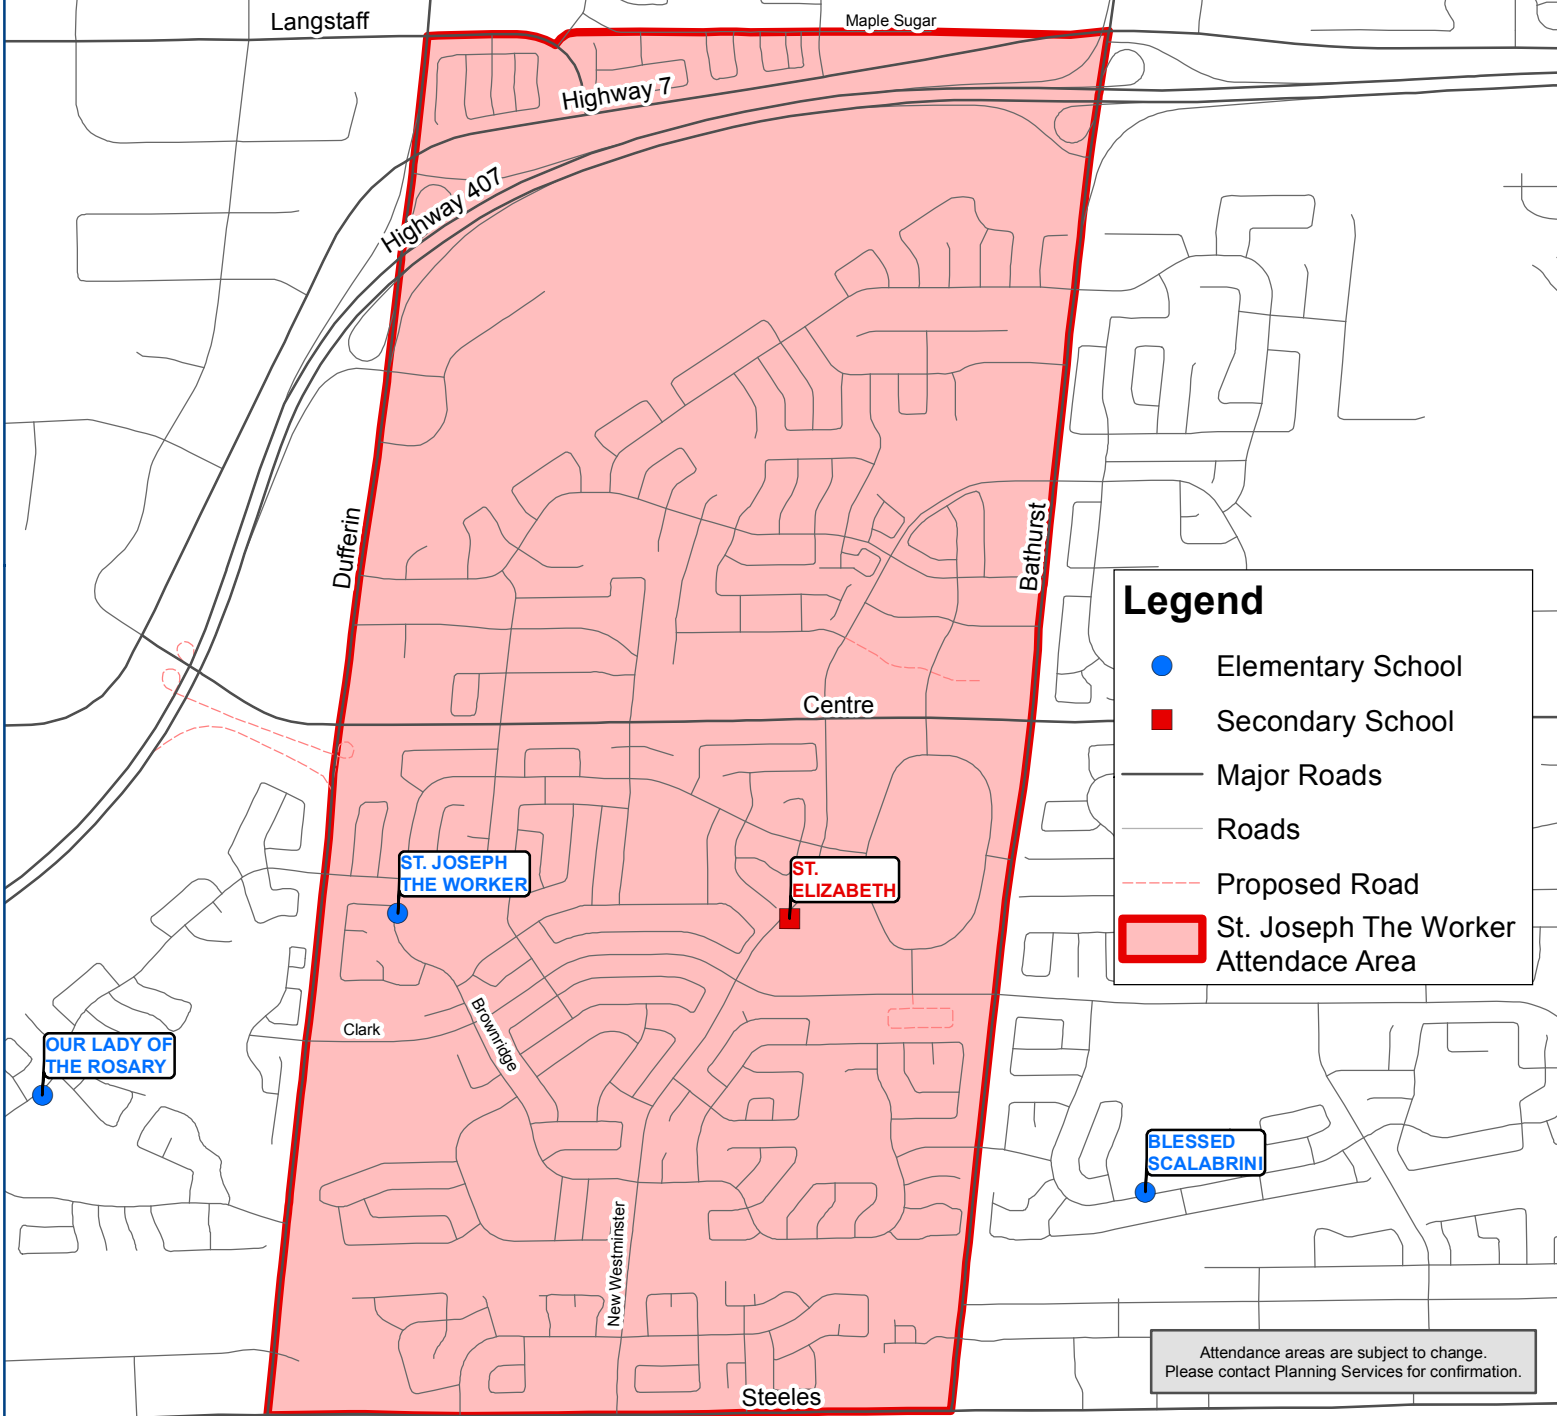 Langstaff
Maple Sugar
Highway 7
Highway 407
Dufferin
Bathurst
Centre
Legend
Elementary School
Secondary School
Major Roads
Roads
Proposed Road
St. Joseph The Worker
Attendace Area
ST. JOSEPH
THE WORKER
ST.
ELIZABETH
Clark
Brownridge
OUR LADY OF
THE ROSARY
BLESSED
SCALABRINI
New Westminster
Steeles
Attendance areas are subject to change.
Please contact Planning Services for confirmation.